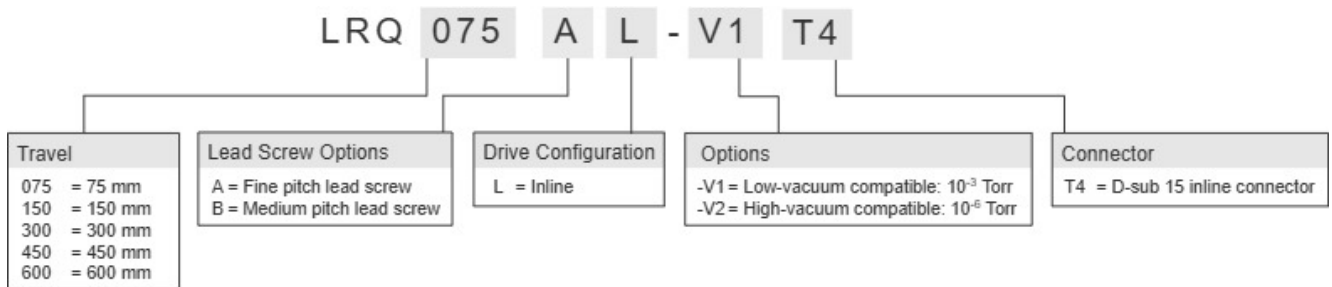 LRQ 075 A L - V1 T4
Travel
075 = 75 mm
150 = 150 mm
300 = 300 mm
450 = 450 mm
600 = 600 mm
Lead Screw Options
A = Fine pitch lead screw
B = Medium pitch lead screw
Drive Configuration
L = Inline
Options
-V1 = Low-vacuum compatible: 10⁻³ Torr
-V2 = High-vacuum compatible: 10⁻⁶ Torr
Connector
T4 = D-sub 15 inline connector